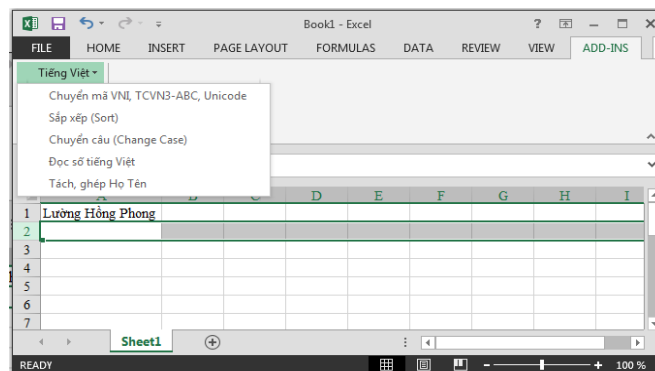 Book1 - Excel
FILE HOME INSERT PAGE LAYOUT FORMULAS DATA REVIEW VIEW ADD-INS
Tiếng Việt
Chuyển mã VNI, TCVN3-ABC, Unicode
Sắp xếp (Sort)
Chuyển câu (Change Case)
Đọc số tiếng Việt
Tách, ghép Họ Tên
D E F G H I
1 Lường Hồng Phong
2
3
4
5
6
7
Sheet1
READY 100 %